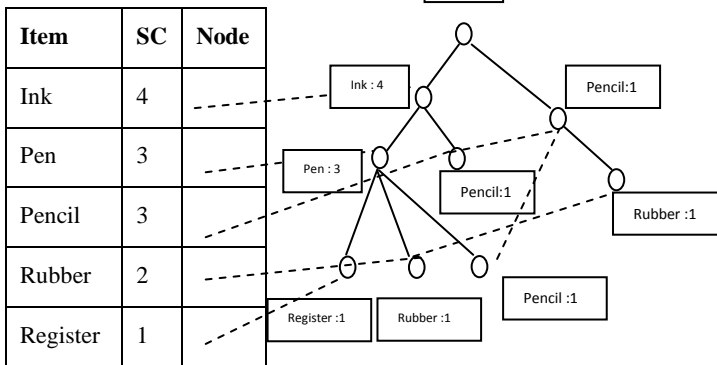 Item SC Node
Ink 4
Pen 3
Pencil 3
Rubber 2
Register 1
Ink : 4
Pencil:1
Pen : 3
Pencil:1
Rubber :1
Pencil :1
Register :1
Rubber :1